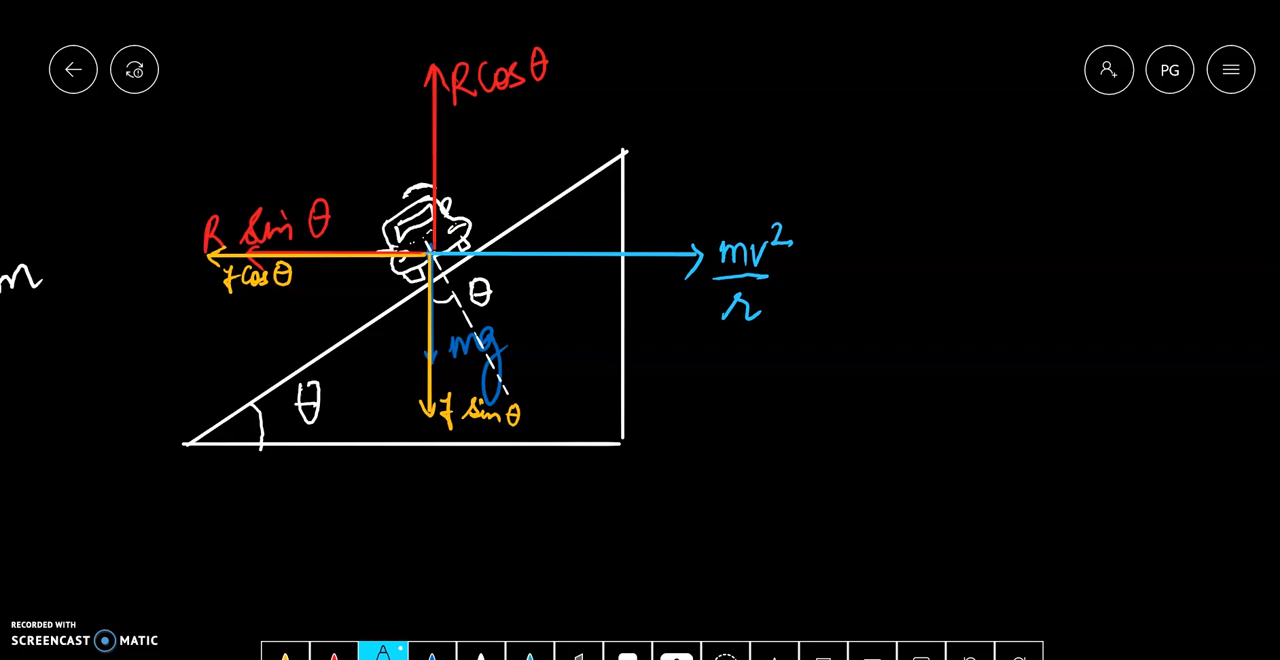 PG
R Cos θ
R Sin θ
f Cos θ
mv²
r
n
θ
mg
θ
f Sin θ
RECORDED WITH
SCREENCAST MATIC